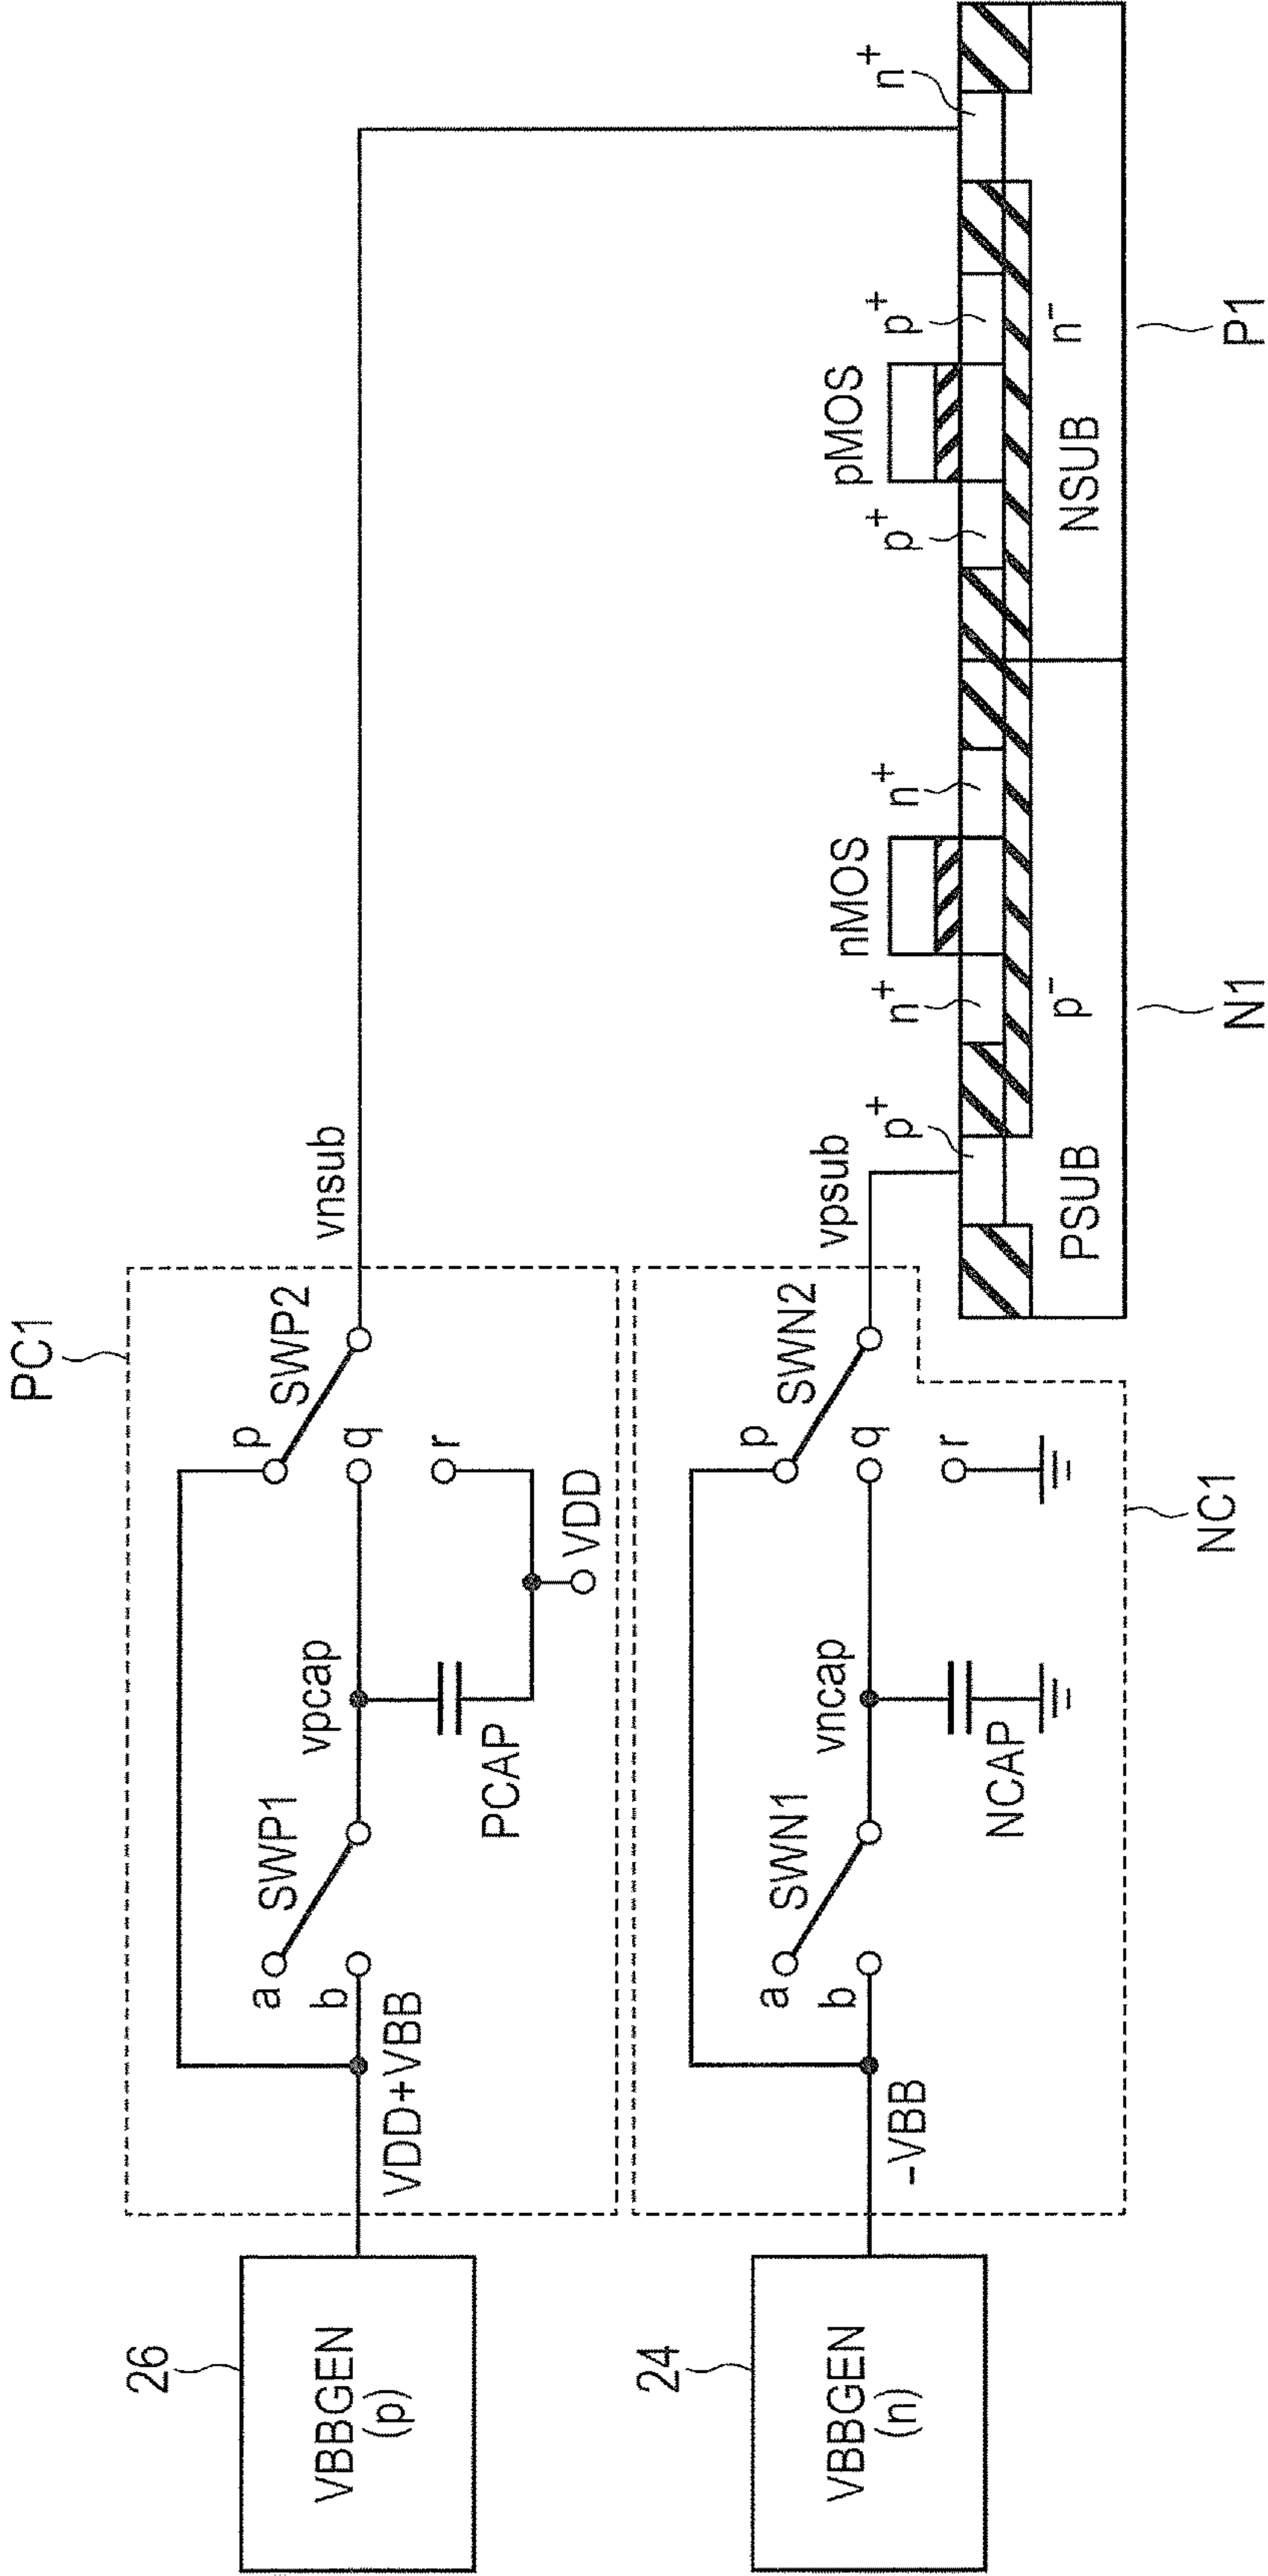 PC1
26
VBBGEN
(p)
VDD+VBB
a
b
SWP1
vpcap
PCAP
p
q
r
SWP2
VDD
vnsub
24
VBBGEN
(n)
-VBB
a
b
SWN1
vncap
NCAP
p
q
r
SWN2
vpsub
NC1
nMOS
pMOS
p+
n+
n+
p+
p+
n+
PSUB
p-
NSUB
n-
N1
P1